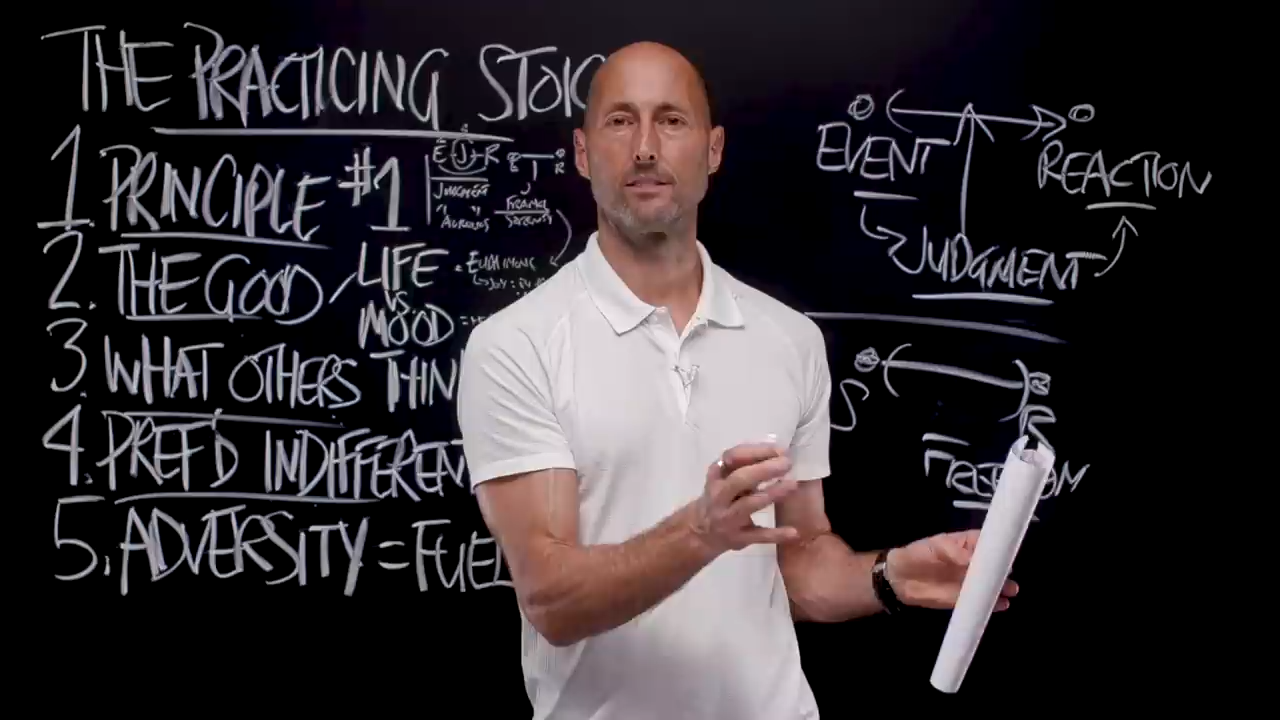 THE PRACTICING STOIC
1. PRINCIPLE #1
E (J) R
JUDGMENT
2. THE GOOD / LIFE
VS.
MOOD =
3. WHAT OTHERS THIN
4. PREF'D INDIFFEREN
5. ADVERSITY = FUEL
EVENT
REACTION
JUDGMENT
S
R